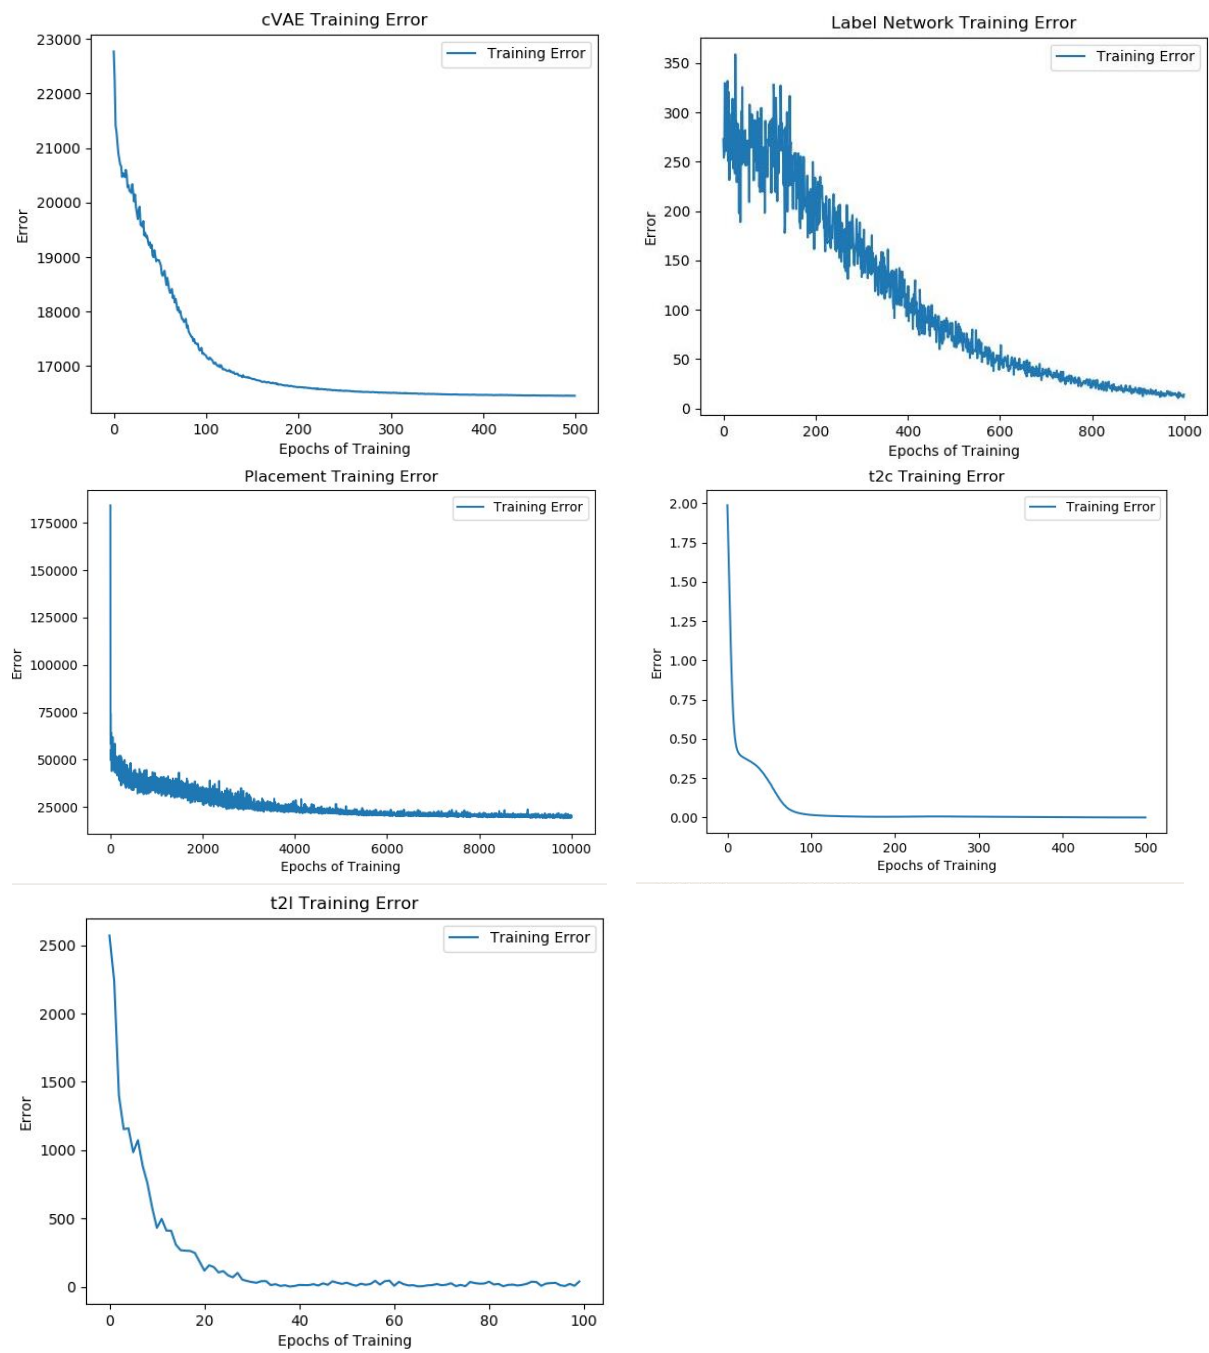 cVAE Training Error
23000
22000
21000
20000
19000
18000
17000
Error
0 100 200 300 400 500
Epochs of Training
Training Error
Label Network Training Error
350
300
250
200
150
100
50
0
Error
0 200 400 600 800 1000
Epochs of Training
Training Error
Placement Training Error
175000
150000
125000
100000
75000
50000
25000
Error
0 2000 4000 6000 8000 10000
Epochs of Training
Training Error
t2c Training Error
2.00
1.75
1.50
1.25
1.00
0.75
0.50
0.25
0.00
Error
0 100 200 300 400 500
Epochs of Training
Training Error
t2l Training Error
2500
2000
1500
1000
500
0
Error
0 20 40 60 80 100
Epochs of Training
Training Error